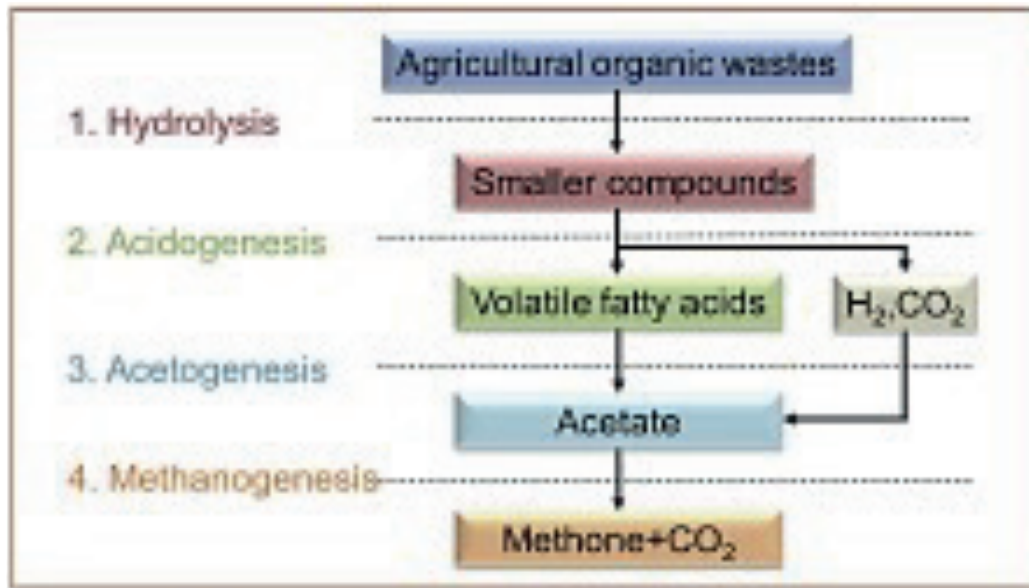 Agricultural organic wastes
1. Hydrolysis
Smaller compounds
2. Acidogenesis
Volatile fatty acids
H₂,CO₂
3. Acetogenesis
Acetate
4. Methanogenesis
Methone+CO₂